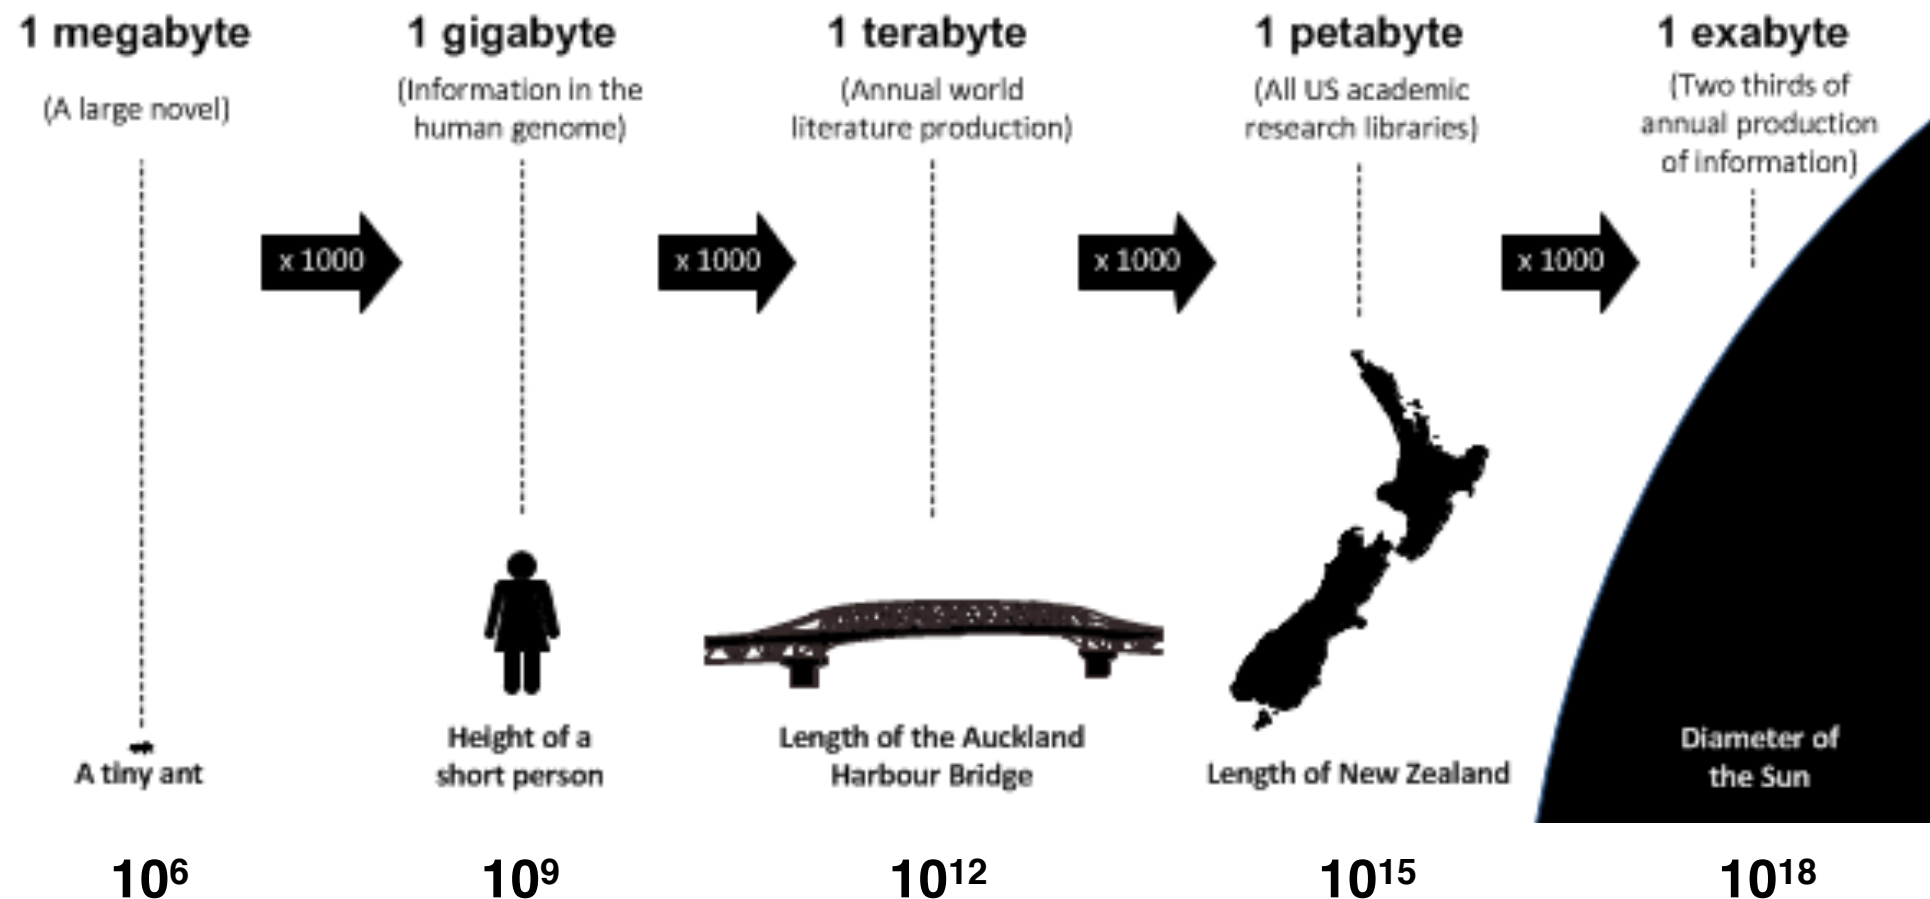 1 megabyte
(A large novel)
1 gigabyte
(Information in the
human genome)
1 terabyte
(Annual world
literature production)
1 petabyte
(All US academic
research libraries)
1 exabyte
(Two thirds of
annual production
of information)
x 1000
x 1000
x 1000
x 1000
A tiny ant
Height of a
short person
Length of the Auckland
Harbour Bridge
Length of New Zealand
Diameter of
the Sun
10⁶
10⁹
10¹²
10¹⁵
10¹⁸